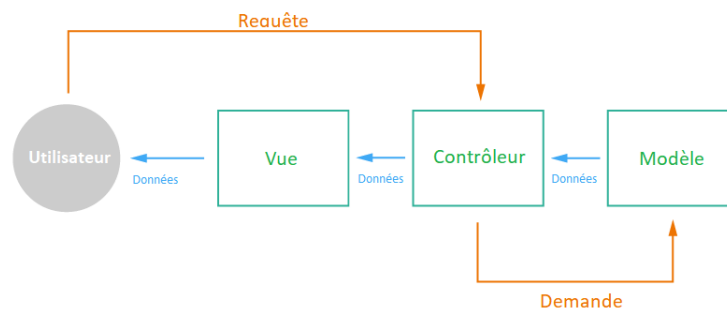 Requête
Utilisateur
Vue
Contrôleur
Modèle
Données
Données
Données
Demande